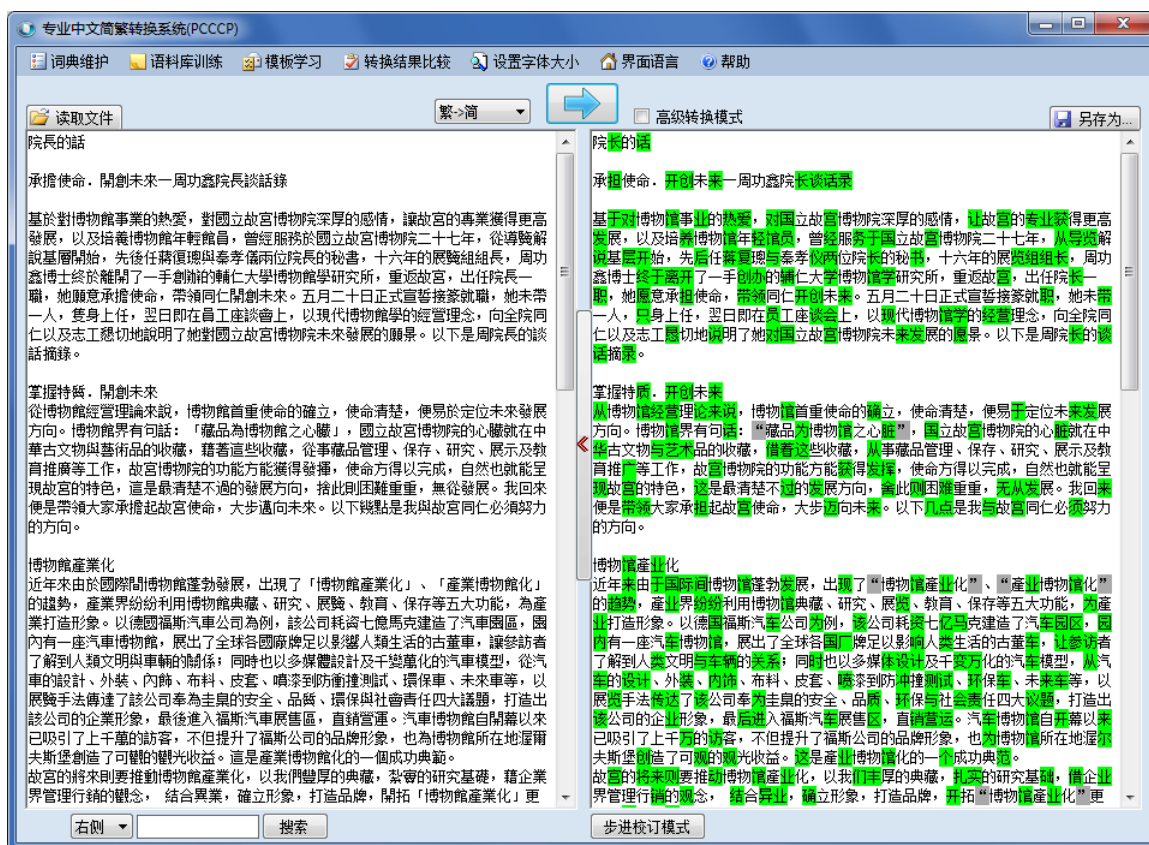 专业中文简繁转换系统(PCCCP)
词典维护 语料库训练 模板学习 转换结果比较 设置字体大小 界面语言 帮助
读取文件 繁->简 高级转换模式 另存为...
院長的話
承擔使命．開創未來一周功鑫院長談話錄
基於對博物館事業的熱愛，對國立故宮博物院深厚的感情，讓故宮的專業獲得更高
發展，以及培養博物館年輕館員，曾經服務於國立故宮博物院二十七年，從導覽解
說基層開始，先後任蔣復璁與秦孝儀兩位院長的秘書，十六年的展覽組組長，周功
鑫博士終於離開了一手創辦的輔仁大學博物館學研究所，重返故宮，出任院長一
職，她願意承擔使命，帶領同仁開創未來。五月二十日正式宣誓接篆就職，她未帶
一人，隻身上任，翌日即在員工座談會上，以現代博物館學的經營理念，向全院同
仁以及志工懇切地說明了她對國立故宮博物院未來發展的願景。以下是周院長的談
話摘錄。
掌握特質．開創未來
從博物館經營理論來說，博物館首重使命的確立，使命清楚，便易於定位未來發展
方向。博物館界有句話：「藏品為博物館之心臟」，國立故宮博物院的心臟就在中
華古文物與藝術品的收藏，藉著這些收藏，從事藏品管理、保存、研究、展示及教
育推廣等工作，故宮博物院的功能方能獲得發揮，使命方得以完成，自然也就能呈
現故宮的特色，這是最清楚不過的發展方向，捨此則困難重重，無從發展。我回來
便是帶領大家承擔起故宮使命，大步邁向未來。以下幾點是我與故宮同仁必須努力
的方向。
博物館產業化
近年來由於國際間博物館蓬勃發展，出現了「博物館產業化」、「產業博物館化」
的趨勢，產業界紛紛利用博物館典藏、研究、展覽、教育、保存等五大功能，為產
業打造形象。以德國福斯汽車公司為例，該公司耗資七億馬克建造了汽車園區，園
內有一座汽車博物館，展出了全球各國廠牌足以影響人類生活的古董車，讓參訪者
了解到人類文明與車輛的關係；同時也以多媒體設計及千變萬化的汽車模型，從汽
車的設計、外裝、內飾、布料、皮套、噴漆到防衝撞測試、環保車、未來車等，以
展覽手法傳達了該公司奉為圭臬的安全、品質、環保與社會責任四大議題，打造出
該公司的企業形象，最後進入福斯汽車展售區，直銷營運。汽車博物館自開幕以來
已吸引了上千萬的訪客，不但提升了福斯公司的品牌形象，也為博物館所在地渥爾
夫斯堡創造了可觀的觀光收益。這是產業博物館化的一個成功典範。
故宮的將來則要推動博物館產業化，以我們豐厚的典藏，紮實的研究基礎，藉企業
界管理行銷的觀念， 結合異業，確立形象，打造品牌，開拓「博物館產業化」更
院长的话
承担使命．开创未来一周功鑫院长谈话录
基于对博物馆事业的热爱，对国立故宫博物院深厚的感情，让故宫的专业获得更高
发展，以及培养博物馆年轻馆员，曾经服务于国立故宫博物院二十七年，从导览解
说基层开始，先后任蒋复璁与秦孝仪两位院长的秘书，十六年的展览组组长，周功
鑫博士终于离开了一手创办的辅仁大学博物馆学研究所，重返故宫，出任院长一
职，她愿意承担使命，带领同仁开创未来。五月二十日正式宣誓接篆就职，她未带
一人，只身上任，翌日即在员工座谈会上，以现代博物馆学的经营理念，向全院同
仁以及志工恳切地说明了她对国立故宫博物院未来发展的愿景。以下是周院长的谈
话摘录。
掌握特质．开创未来
从博物馆经营理论来说，博物馆首重使命的确立，使命清楚，便易于定位未来发展
方向。博物馆界有句话：“藏品为博物馆之心脏”，国立故宫博物院的心脏就在中
华古文物与艺术品的收藏，借着这些收藏，从事藏品管理、保存、研究、展示及教
育推广等工作，故宫博物院的功能方能获得发挥，使命方得以完成，自然也就能呈
现故宫的特色，这是最清楚不过的发展方向，舍此则困难重重，无从发展。我回来
便是带领大家承担起故宫使命，大步迈向未来。以下几点是我与故宫同仁必须努力
的方向。
博物馆產业化
近年来由于国际间博物馆蓬勃发展，出现了“博物馆產业化”、“產业博物馆化”
的趋势，產业界纷纷利用博物馆典藏、研究、展览、教育、保存等五大功能，为產
业打造形象。以德国福斯汽车公司为例，该公司耗资七亿马克建造了汽车园区，园
内有一座汽车博物馆，展出了全球各国厂牌足以影响人类生活的古董车，让参访者
了解到人类文明与车辆的关系；同时也以多媒体设计及千变万化的汽车模型，从汽
车的设计、外装、内饰、布料、皮套、喷漆到防冲撞测试、环保车、未来车等，以
展览手法传达了该公司奉为圭臬的安全、品质、环保与社会责任四大议题，打造出
该公司的企业形象，最后进入福斯汽车展售区，直销营运。汽车博物馆自开幕以来
已吸引了上千万的访客，不但提升了福斯公司的品牌形象，也为博物馆所在地渥尔
夫斯堡创造了可观的观光收益。这是產业博物馆化的一个成功典范。
故宫的将来则要推动博物馆產业化，以我们丰厚的典藏，扎实的研究基础，借企业
界管理行销的观念， 结合异业，确立形象，打造品牌，开拓“博物馆產业化”更
右侧 搜索 步进校订模式